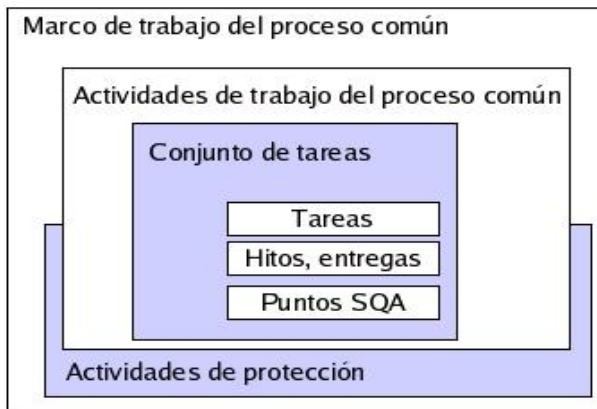 Marco de trabajo del proceso común
Actividades de trabajo del proceso común
Conjunto de tareas
Tareas
Hitos, entregas
Puntos SQA
Actividades de protección